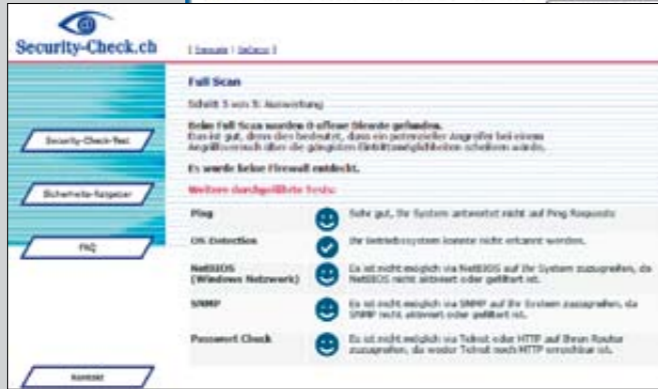 Security-Check.ch
[ Français | Italiano ]
Full Scan
Schritt 5 von 5: Auswertung
Beim Full Scan wurden 0 offene Dienste gefunden.
Das ist gut, denn dies bedeutet, dass ein potenzieller Angreifer bei einem
Angriffversuch über die gängigsten Eintrittsmöglichkeiten scheitern würde.
Es wurde keine Firewall entdeckt.
Weitere durchgeführte Tests:
Ping
Sehr gut, Ihr System antwortet nicht auf Ping Requests
OS Detection
Ihr Betriebssystem konnte nicht erkannt werden.
NetBIOS
(Windows Netzwerk)
Es ist nicht möglich via NetBIOS auf Ihr System zuzugreifen, da
NetBIOS nicht aktiviert oder gefiltert ist.
SNMP
Es ist nicht möglich via SNMP auf Ihr System zuzugreifen, da
SNMP nicht aktiviert oder gefiltert ist.
Passwort Check
Es ist nicht möglich via Telnet oder HTTP auf Ihren Router
zuzugreifen, da weder Telnet noch HTTP erreichbar ist.
Security-Check-Test
Sicherheits-Ratgeber
FAQ
Kontakt